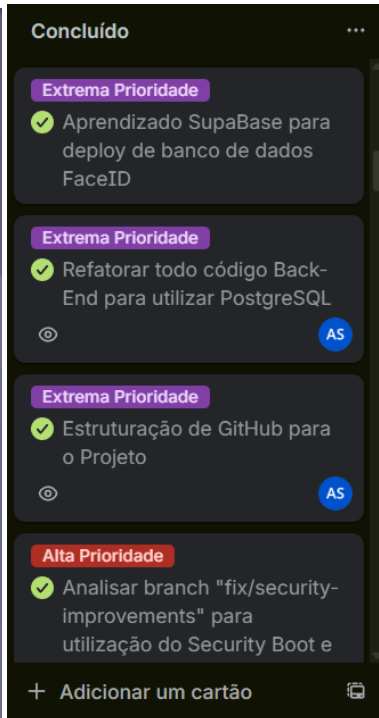 Concluído
Extrema Prioridade
Aprendizado SupaBase para
deploy de banco de dados
FaceID
Extrema Prioridade
Refatorar todo código Back-
End para utilizar PostgreSQL
AS
Extrema Prioridade
Estruturação de GitHub para
o Projeto
AS
Alta Prioridade
Analisar branch "fix/security-
improvements" para
utilização do Security Boot e
+ Adicionar um cartão